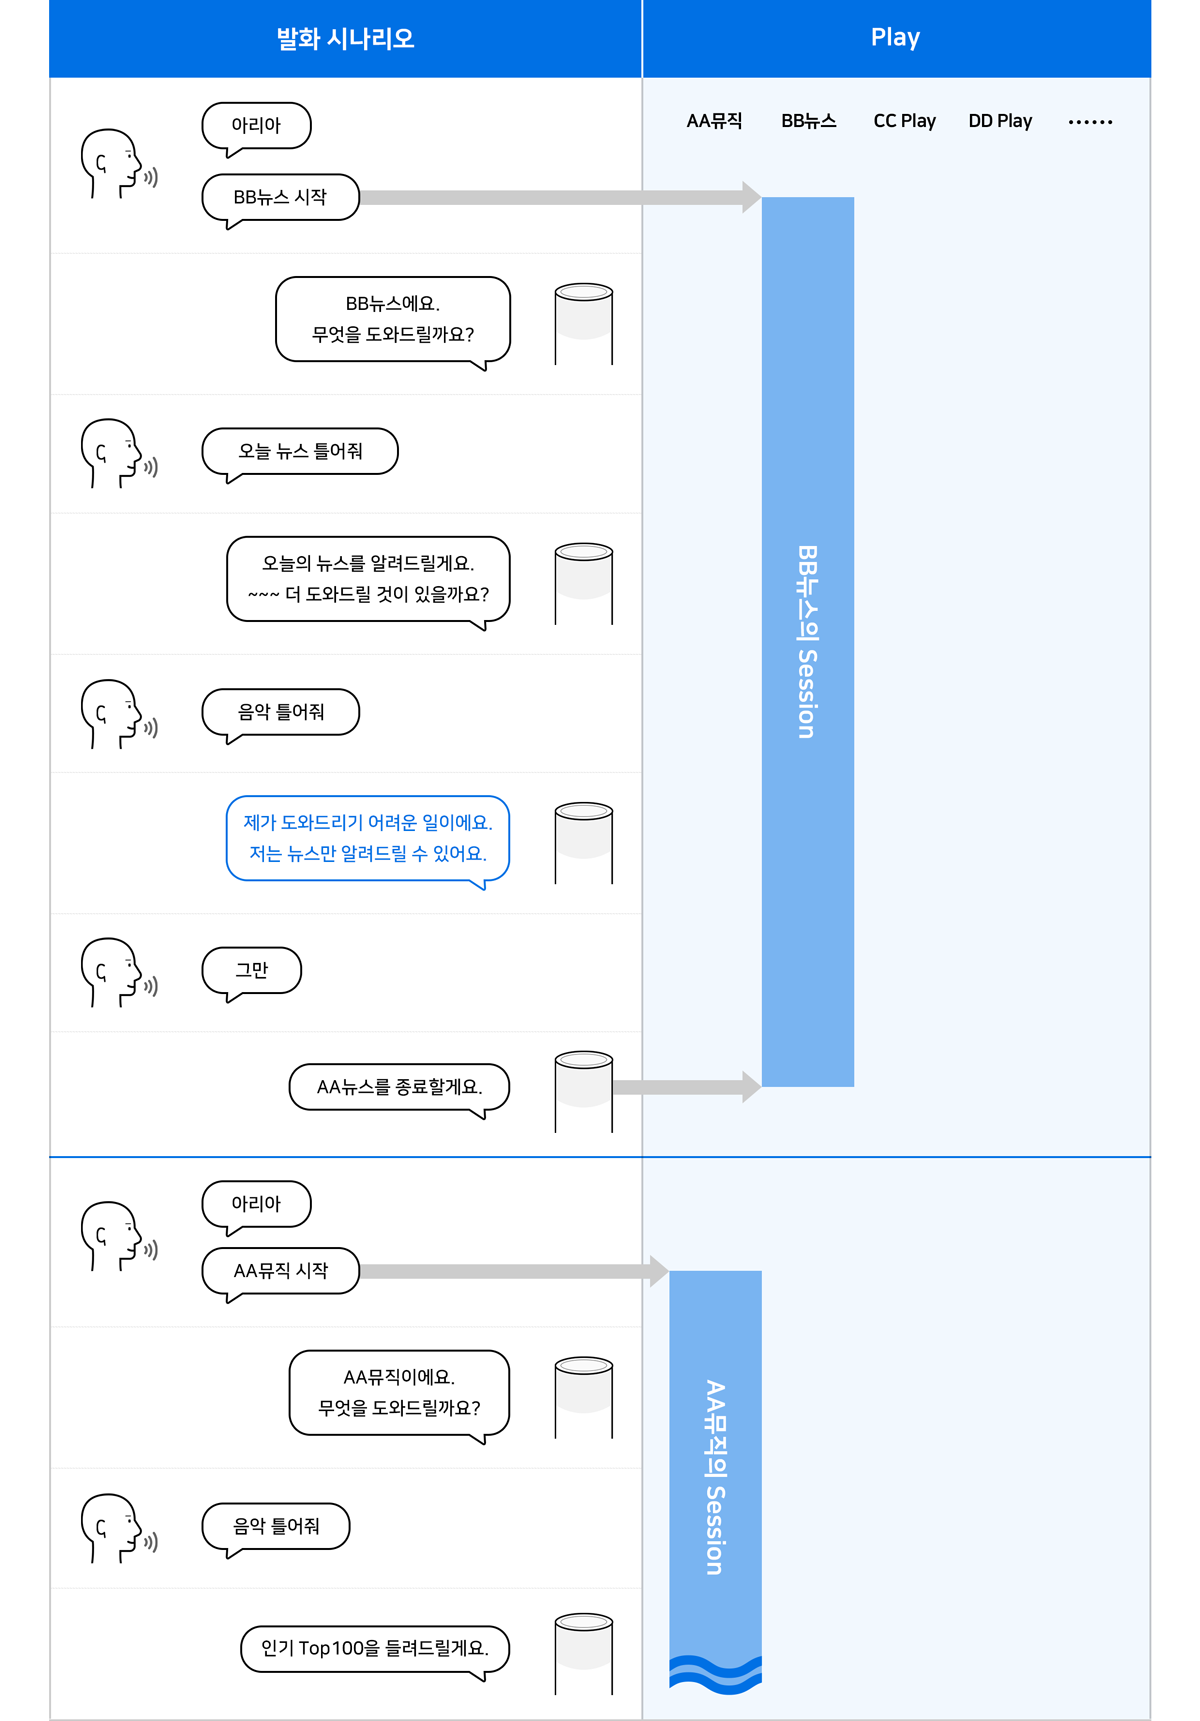 발화 시나리오
Play
AA뮤직
BB뉴스
CC Play
DD Play
......
아리아
BB뉴스 시작
BB뉴스에요.
무엇을 도와드릴까요?
오늘 뉴스 틀어줘
오늘의 뉴스를 알려드릴게요.
~~~ 더 도와드릴 것이 있을까요?
BB뉴스의 Session
음악 틀어줘
제가 도와드리기 어려운 일이에요.
저는 뉴스만 알려드릴 수 있어요.
그만
AA뉴스를 종료할게요.
아리아
AA뮤직 시작
AA뮤직이에요.
무엇을 도와드릴까요?
AA뮤직의 Session
음악 틀어줘
인기 Top100을 들려드릴게요.